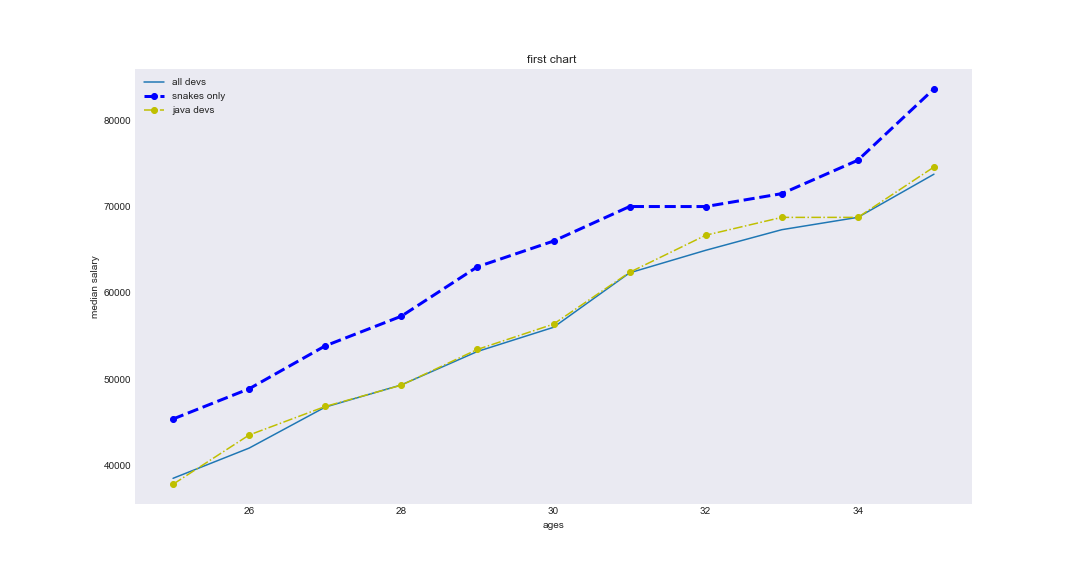 first chart
all devs
snakes only
java devs
80000
70000
60000
50000
40000
median salary
26 28 30 32 34
ages